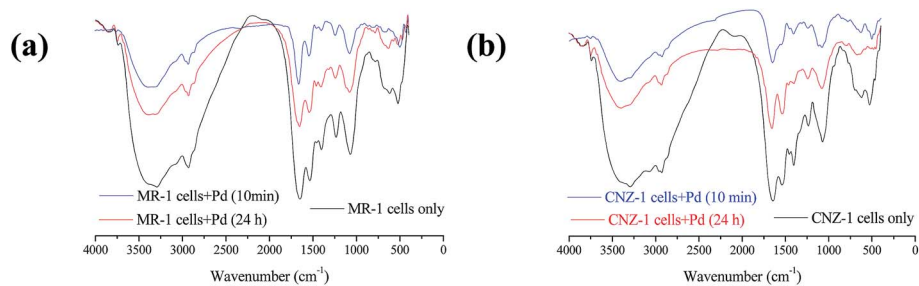 (a)
MR-1 cells+Pd (10min)
MR-1 cells+Pd (24 h)
MR-1 cells only
4000 3500 3000 2500 2000 1500 1000 500 0
Wavenumber (cm⁻¹)
(b)
CNZ-1 cells+Pd (10 min)
CNZ-1 cells+Pd (24 h)
CNZ-1 cells only
4000 3500 3000 2500 2000 1500 1000 500 0
Wavenumber (cm⁻¹)